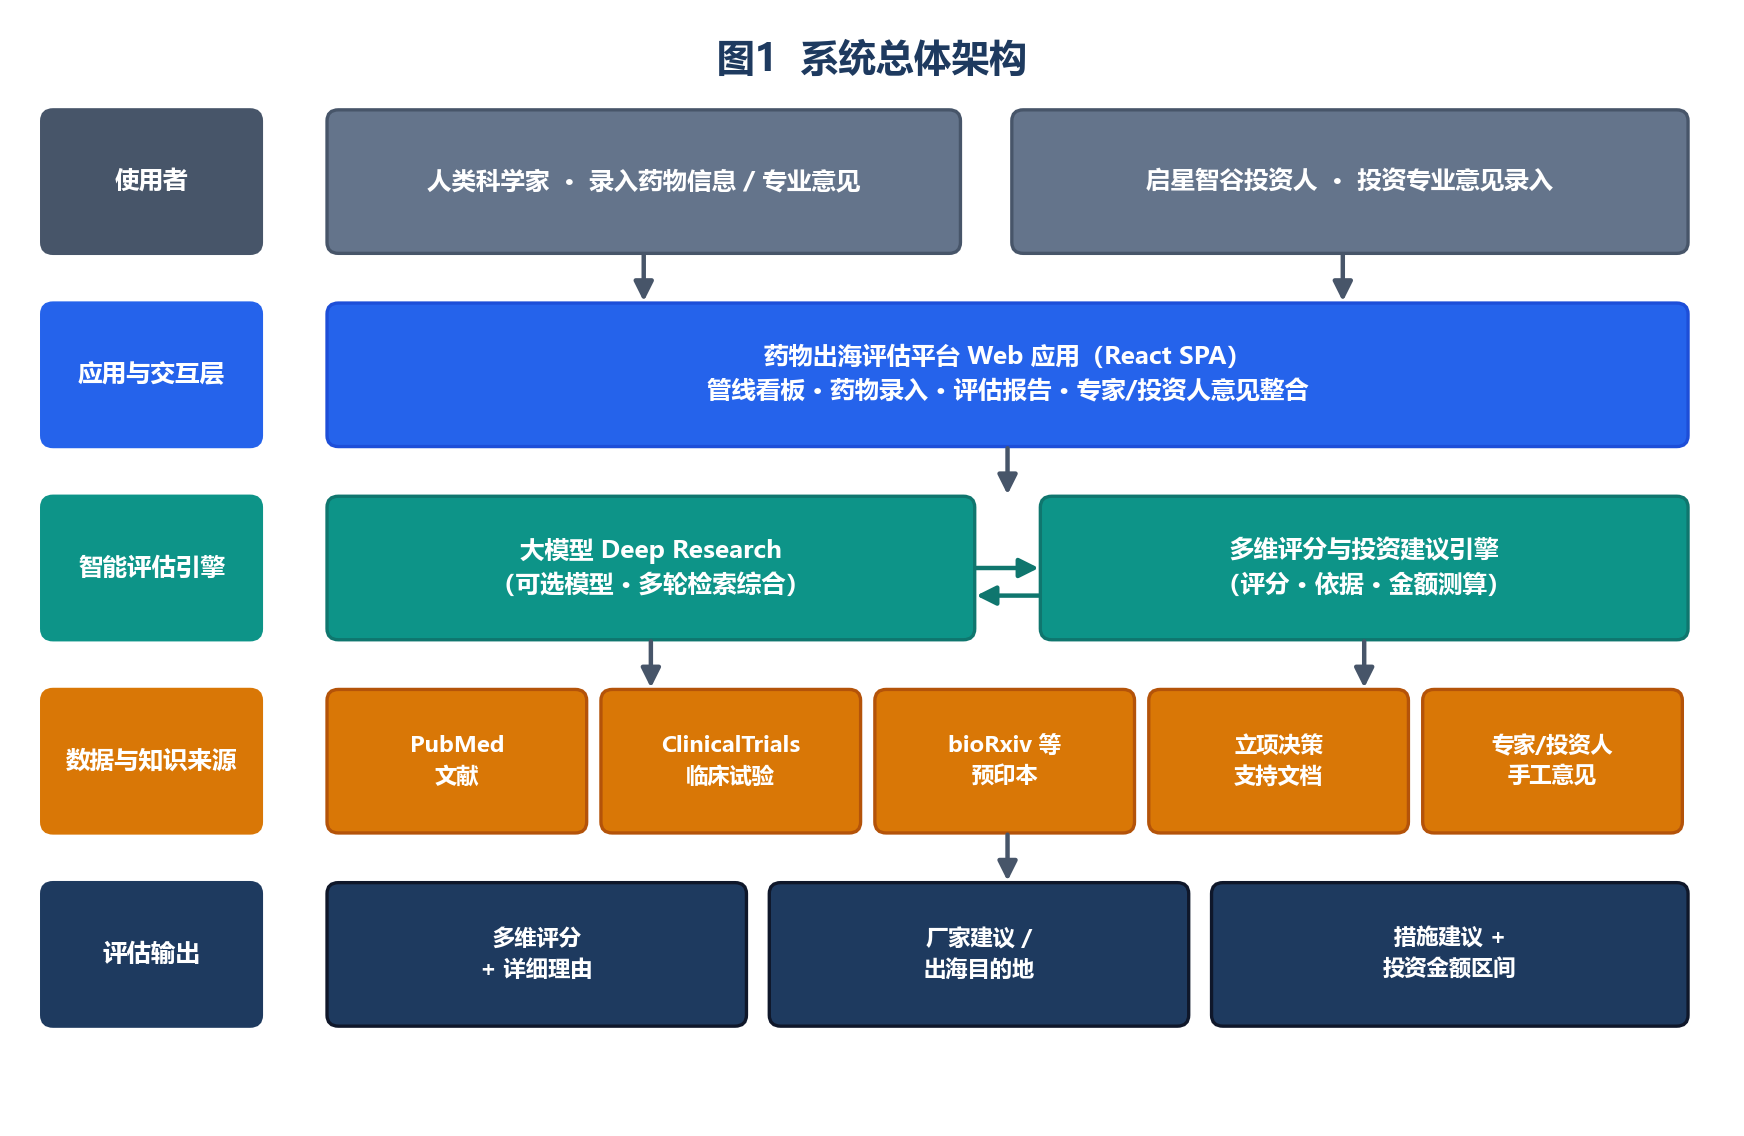 图1 系统总体架构
使用者
人类科学家 · 录入药物信息 / 专业意见
启星智谷投资人 · 投资专业意见录入
应用与交互层
药物出海评估平台 Web 应用（React SPA）
管线看板 · 药物录入 · 评估报告 · 专家/投资人意见整合
智能评估引擎
大模型 Deep Research
（可选模型 · 多轮检索综合）
多维评分与投资建议引擎
（评分 · 依据 · 金额测算）
数据与知识来源
PubMed
文献
ClinicalTrials
临床试验
bioRxiv 等
预印本
立项决策
支持文档
专家/投资人
手工意见
评估输出
多维评分
+ 详细理由
厂家建议 /
出海目的地
措施建议 +
投资金额区间